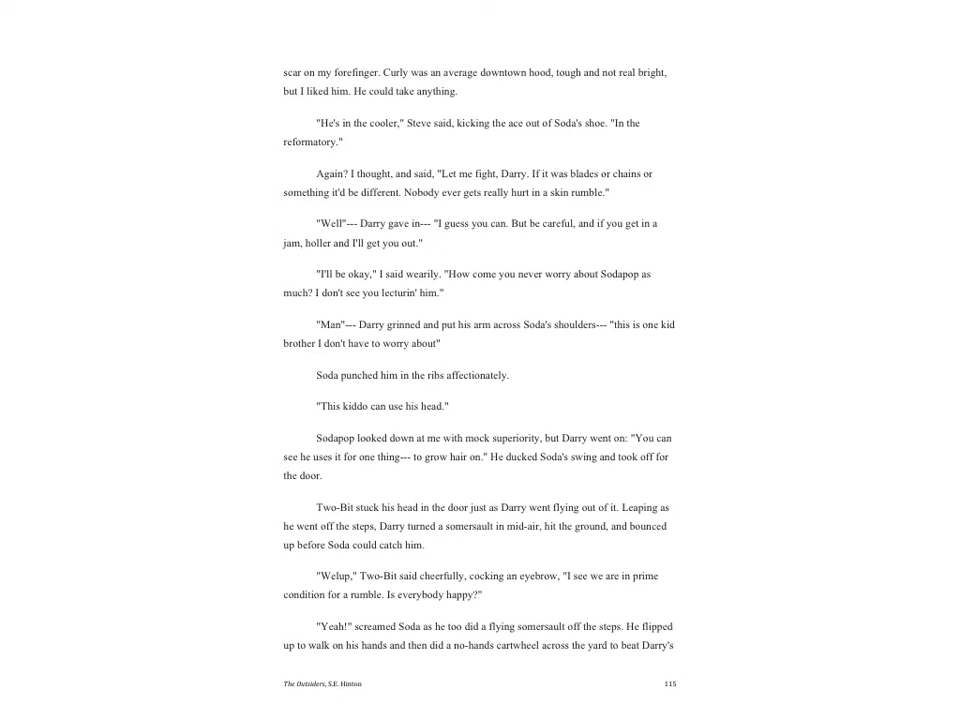 scar on my forefinger. Curly was an average downtown hood, tough and not real bright,
but I liked him. He could take anything.
"He's in the cooler," Steve said, kicking the ace out of Soda's shoe. "In the
reformatory."
Again? I thought, and said, "Let me fight, Darry. If it was blades or chains or
something it'd be different. Nobody ever gets really hurt in a skin rumble."
"Well"--- Darry gave in--- "I guess you can. But be careful, and if you get in a
jam, holler and I'll get you out."
"I'll be okay," I said wearily. "How come you never worry about Sodapop as
much? I don't see you lecturin' him."
"Man"--- Darry grinned and put his arm across Soda's shoulders--- "this is one kid
brother I don't have to worry about"
Soda punched him in the ribs affectionately.
"This kiddo can use his head."
Sodapop looked down at me with mock superiority, but Darry went on: "You can
see he uses it for one thing--- to grow hair on." He ducked Soda's swing and took off for
the door.
Two-Bit stuck his head in the door just as Darry went flying out of it. Leaping as
he went off the steps, Darry turned a somersault in mid-air, hit the ground, and bounced
up before Soda could catch him.
"Welup," Two-Bit said cheerfully, cocking an eyebrow, "I see we are in prime
condition for a rumble. Is everybody happy?"
"Yeah!" screamed Soda as he too did a flying somersault off the steps. He flipped
up to walk on his hands and then did a no-hands cartwheel across the yard to beat Darry's
The Outsiders, S.E. Hinton 115